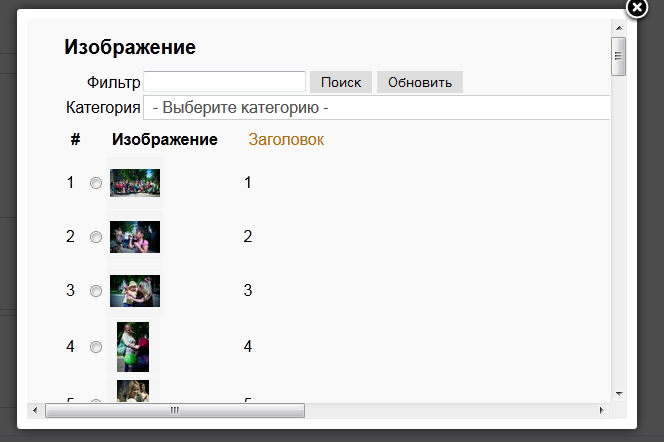 Изображение
Фильтр Поиск Обновить
Категория - Выберите категорию -
# Изображение Заголовок
1 1
2 2
3 3
4 4